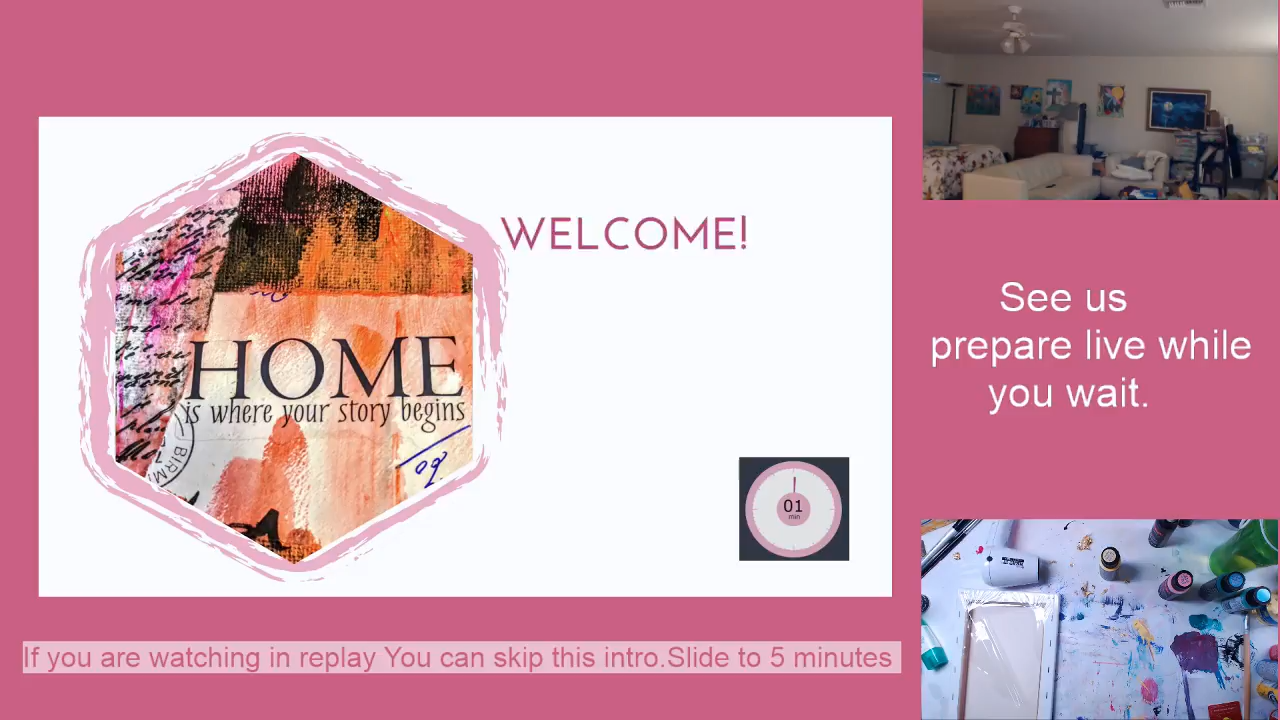 WELCOME!
HOME
is where your story begins
BIRM
01
min
See us
prepare live while
you wait.
If you are watching in replay You can skip this intro.Slide to 5 minutes